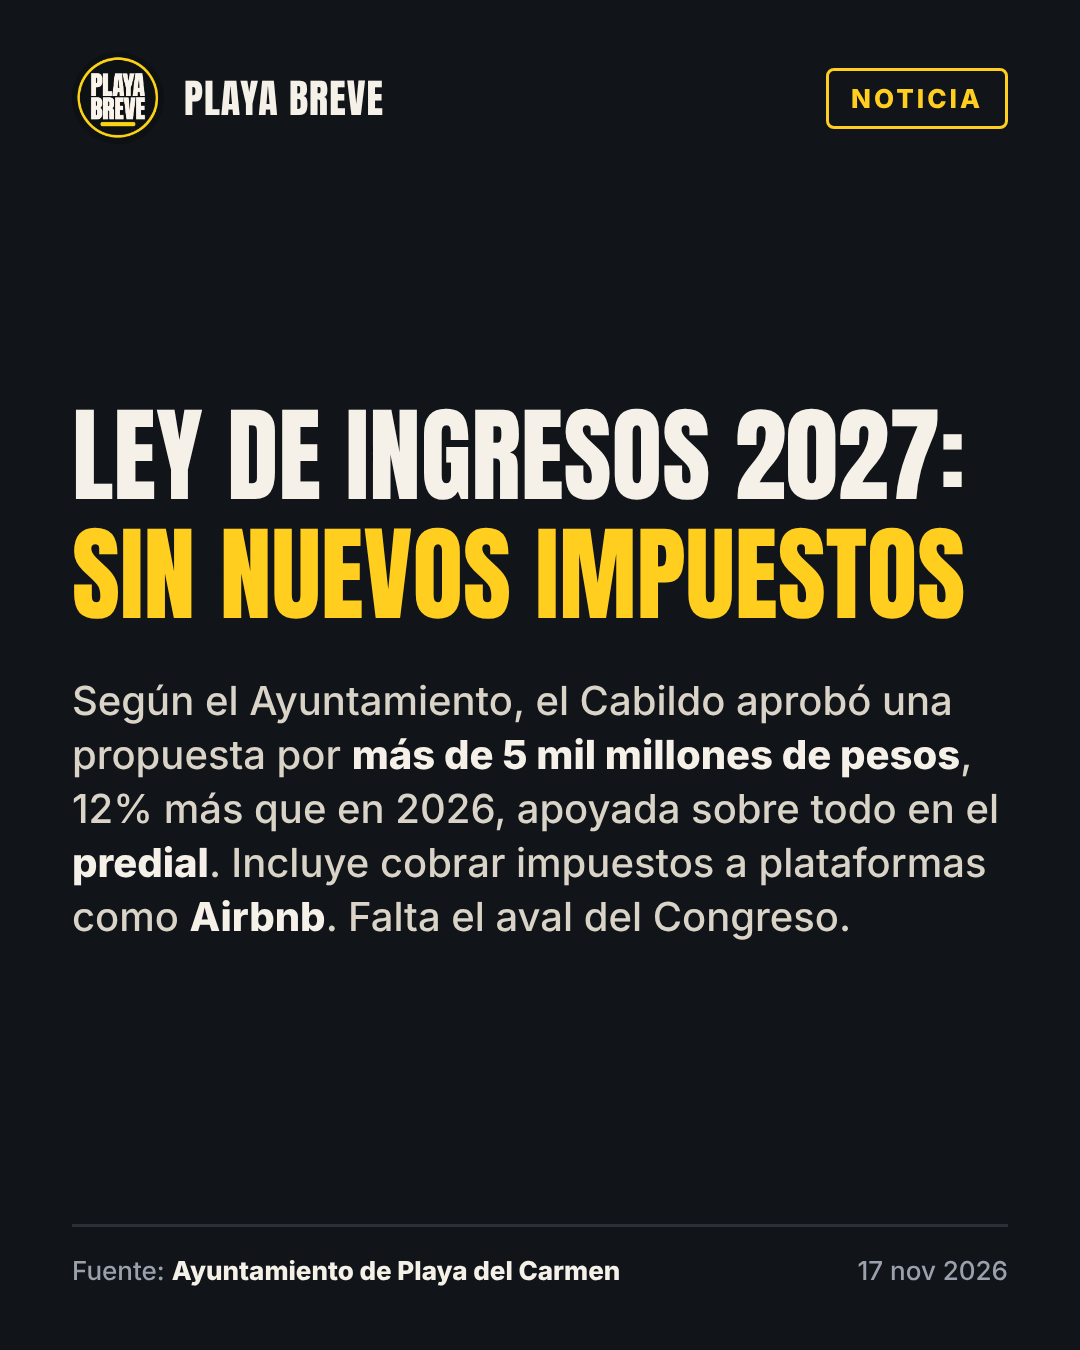 PLAYA
BREVE
PLAYA BREVE
NOTICIA
LEY DE INGRESOS 2027:
SIN NUEVOS IMPUESTOS
Según el Ayuntamiento, el Cabildo aprobó una
propuesta por más de 5 mil millones de pesos,
12% más que en 2026, apoyada sobre todo en el
predial. Incluye cobrar impuestos a plataformas
como Airbnb. Falta el aval del Congreso.
Fuente: Ayuntamiento de Playa del Carmen
17 nov 2026